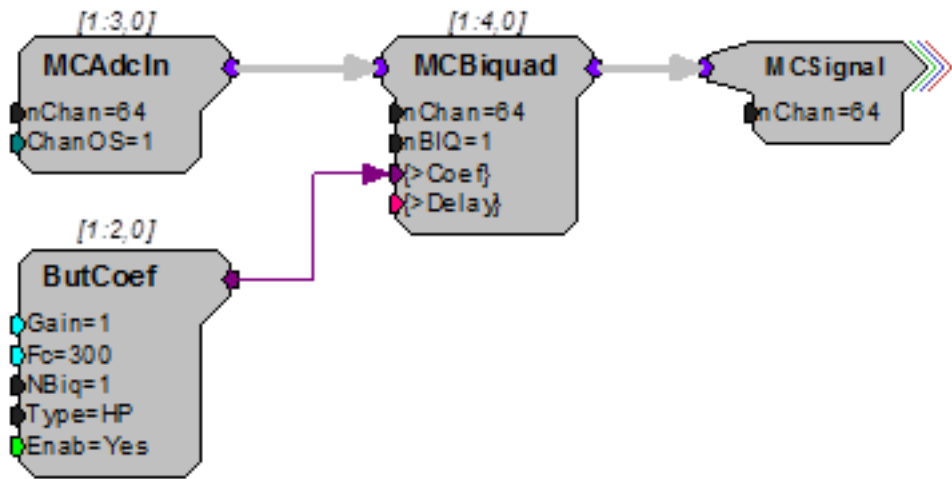 [1:3,0]
MCAdcIn
nChan=64
ChanOS=1
[1:4,0]
MCBiquad
nChan=64
nBIQ=1
{>Coef}
{>Delay}
MCSignal
nChan=64
[1:2,0]
ButCoef
Gain=1
Fc=300
NBiq=1
Type=HP
Enab=Yes